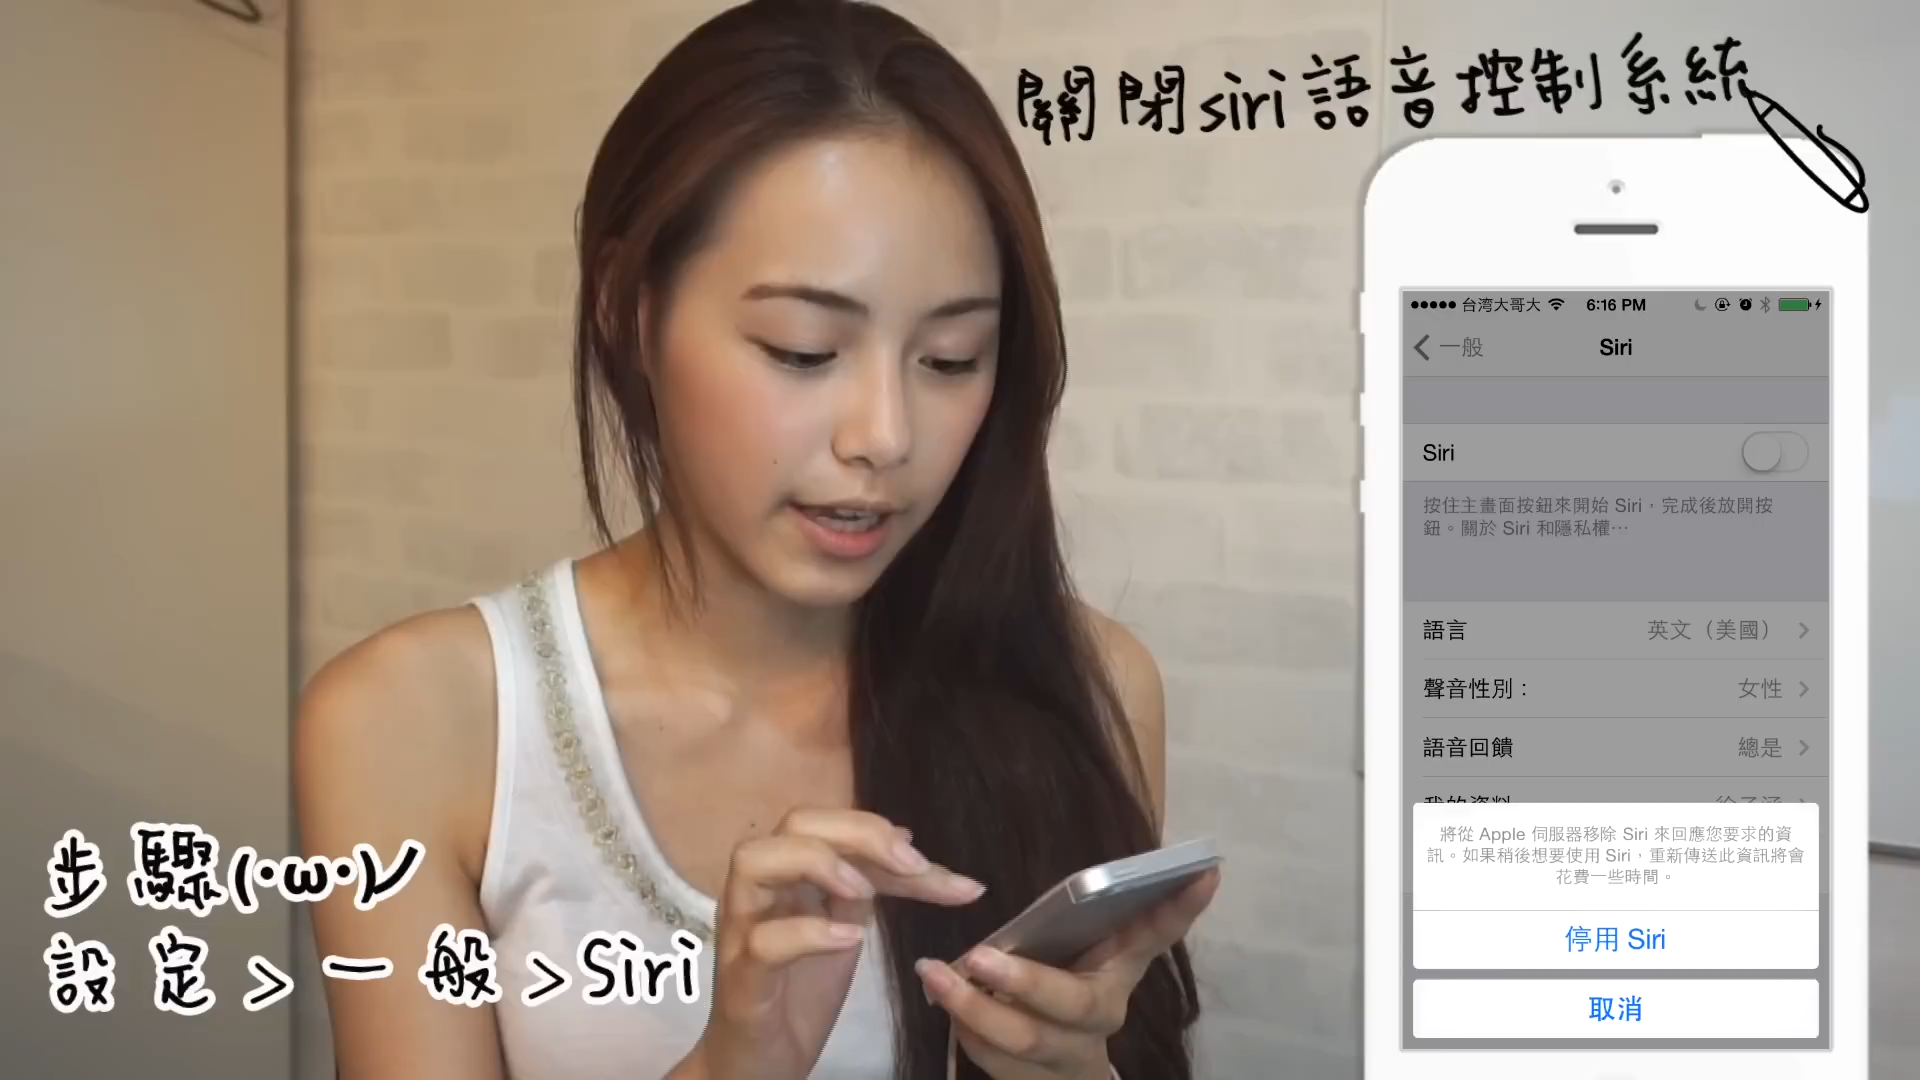 關閉siri語音控制系統
台湾大哥大 6:16 PM
一般 Siri
Siri
按住主畫面按鈕來開始 Siri，完成後放開按
鈕。關於 Siri 和隱私權…
語言 英文（美國）
聲音性別： 女性
語音回饋 總是
我的資料
將從 Apple 伺服器移除 Siri 來回應您要求的資
訊。如果稍後想要使用 Siri，重新傳送此資訊將會
花費一些時間。
停用 Siri
取消
步驟(·ω·)ノ
設定>一般>Siri